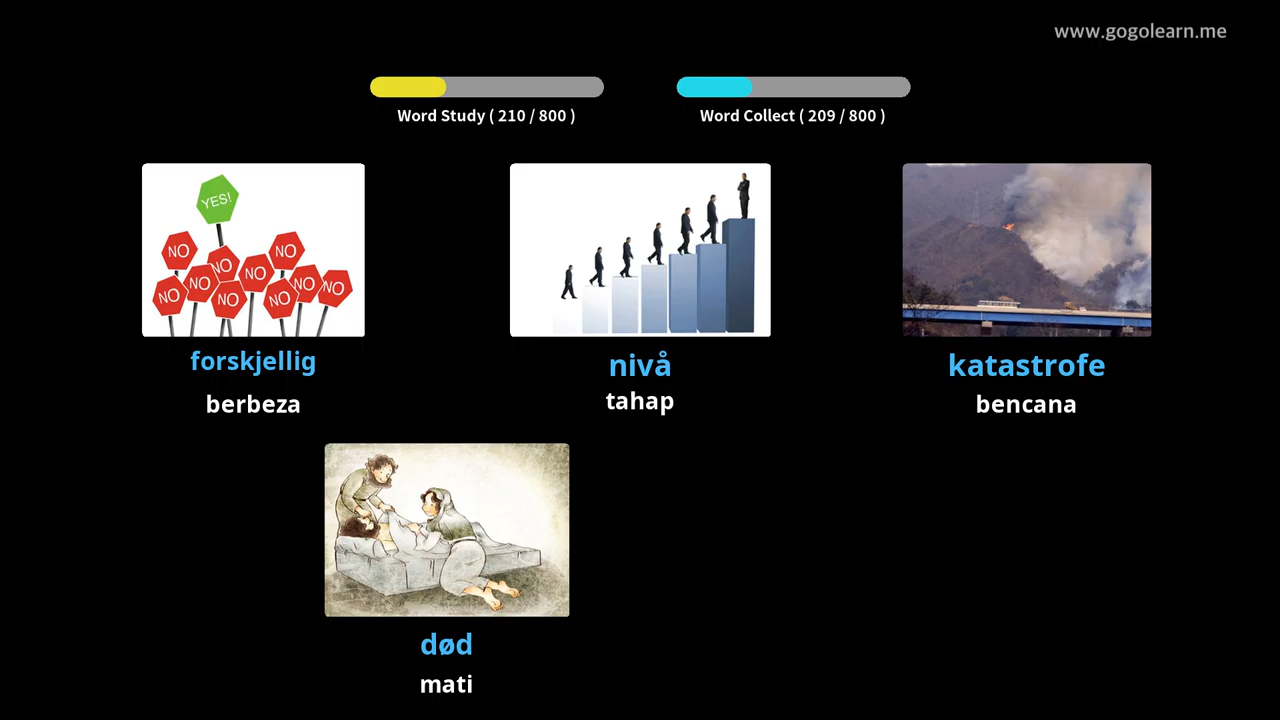 www.gogolearn.me
Word Study ( 210 / 800 )
Word Collect ( 209 / 800 )
YES!
NO
NO
NO
NO
NO
NO
NO
NO
NO
NO
forskjellig
nivå
katastrofe
berbeza
tahap
bencana
død
mati